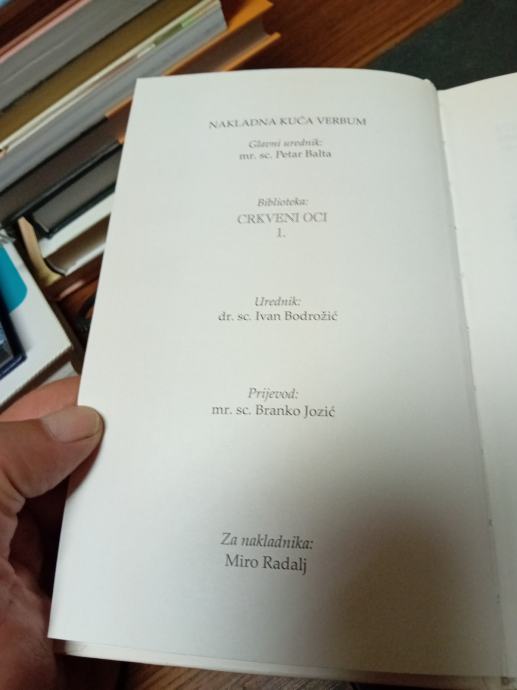 NAKLADNA KUĆA VERBUM
Glavni urednik:
mr. sc. Petar Balta
Biblioteka:
CRKVENI OCI
1.
Urednik:
dr. sc. Ivan Bodrožić
Prijevod:
mr. sc. Branko Jozić
Za nakladnika:
Miro Radalj